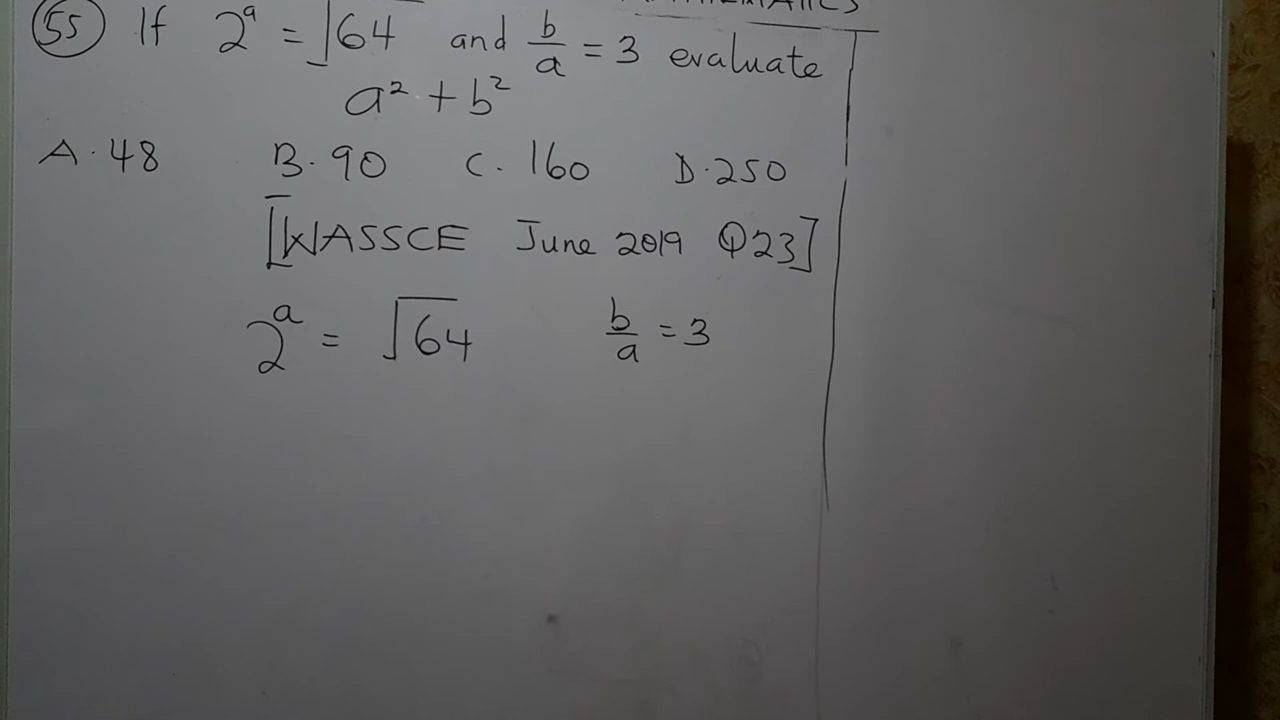 55 If 2^a = √64 and b/a = 3 evaluate
a² + b²
A. 48 B. 90 C. 160 D. 250
[WASSCE June 2019 Q23]
2^a = √64 b/a = 3